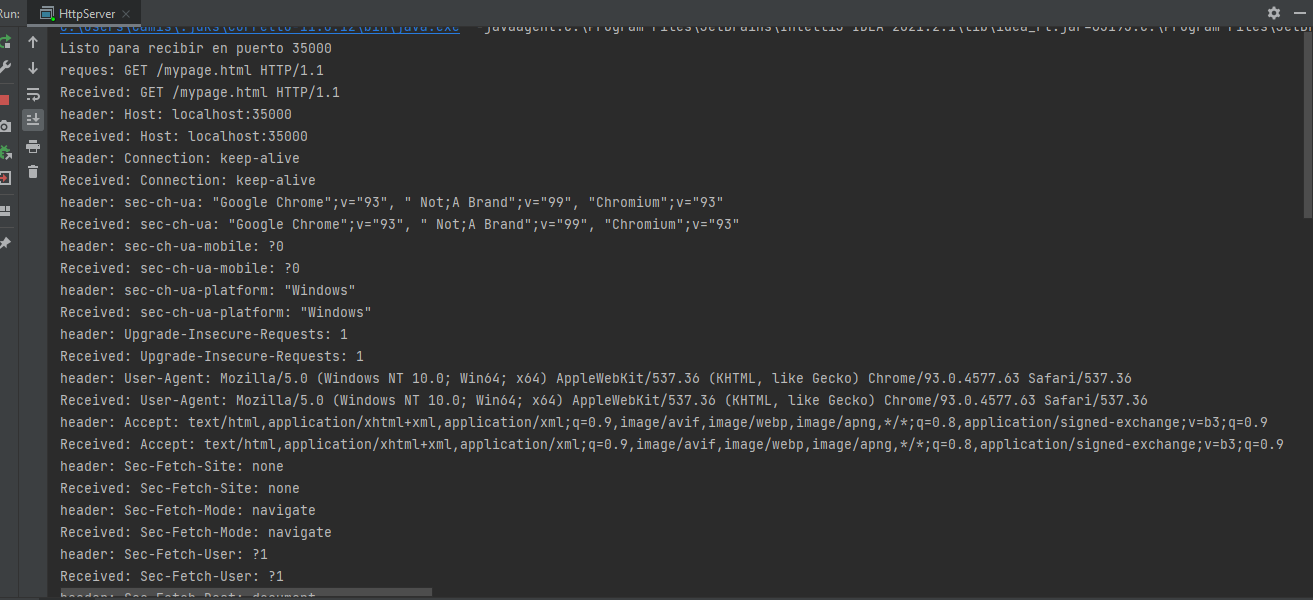 Run:
HttpServer
C:\Users\
Listo para recibir en puerto 35000
reques: GET /mypage.html HTTP/1.1
Received: GET /mypage.html HTTP/1.1
header: Host: localhost:35000
Received: Host: localhost:35000
header: Connection: keep-alive
Received: Connection: keep-alive
header: sec-ch-ua: "Google Chrome";v="93", " Not;A Brand";v="99", "Chromium";v="93"
Received: sec-ch-ua: "Google Chrome";v="93", " Not;A Brand";v="99", "Chromium";v="93"
header: sec-ch-ua-mobile: ?0
Received: sec-ch-ua-mobile: ?0
header: sec-ch-ua-platform: "Windows"
Received: sec-ch-ua-platform: "Windows"
header: Upgrade-Insecure-Requests: 1
Received: Upgrade-Insecure-Requests: 1
header: User-Agent: Mozilla/5.0 (Windows NT 10.0; Win64; x64) AppleWebKit/537.36 (KHTML, like Gecko) Chrome/93.0.4577.63 Safari/537.36
Received: User-Agent: Mozilla/5.0 (Windows NT 10.0; Win64; x64) AppleWebKit/537.36 (KHTML, like Gecko) Chrome/93.0.4577.63 Safari/537.36
header: Accept: text/html,application/xhtml+xml,application/xml;q=0.9,image/avif,image/webp,image/apng,*/*;q=0.8,application/signed-exchange;v=b3;q=0.9
Received: Accept: text/html,application/xhtml+xml,application/xml;q=0.9,image/avif,image/webp,image/apng,*/*;q=0.8,application/signed-exchange;v=b3;q=0.9
header: Sec-Fetch-Site: none
Received: Sec-Fetch-Site: none
header: Sec-Fetch-Mode: navigate
Received: Sec-Fetch-Mode: navigate
header: Sec-Fetch-User: ?1
Received: Sec-Fetch-User: ?1
header: Sec-Fetch-Dest: document